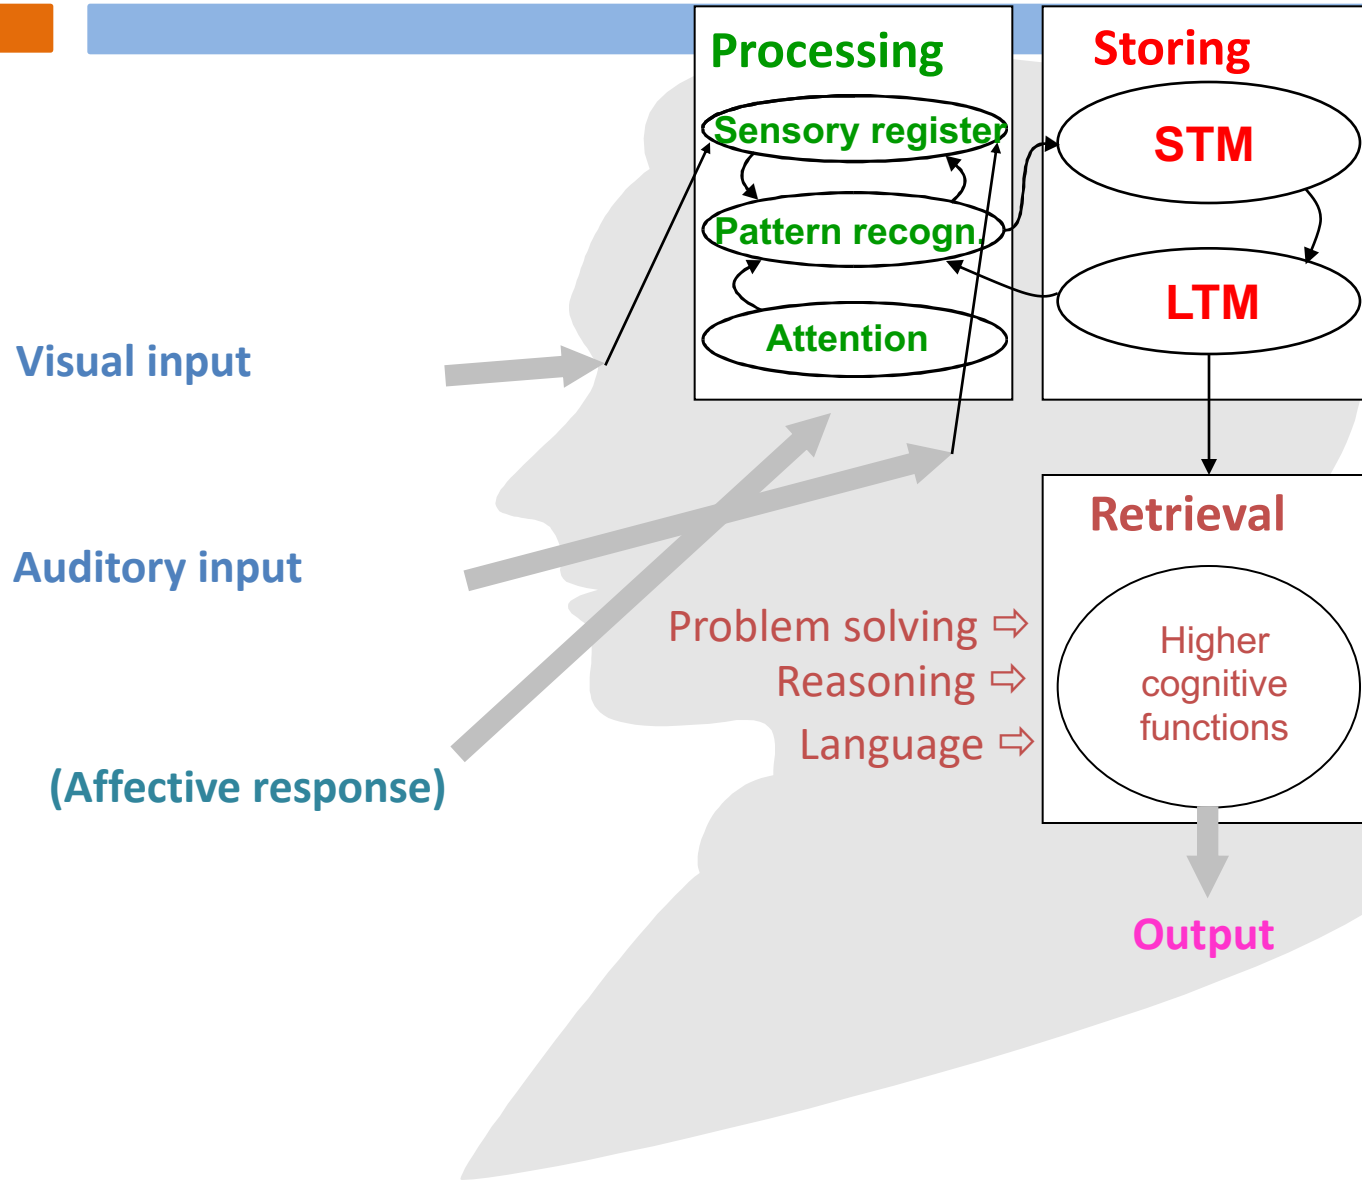 Processing
Sensory register
Pattern recogn.
Attention
Storing
STM
LTM
Visual input
Auditory input
(Affective response)
Retrieval
Problem solving ⇨
Reasoning ⇨
Language ⇨
Higher
cognitive
functions
Output